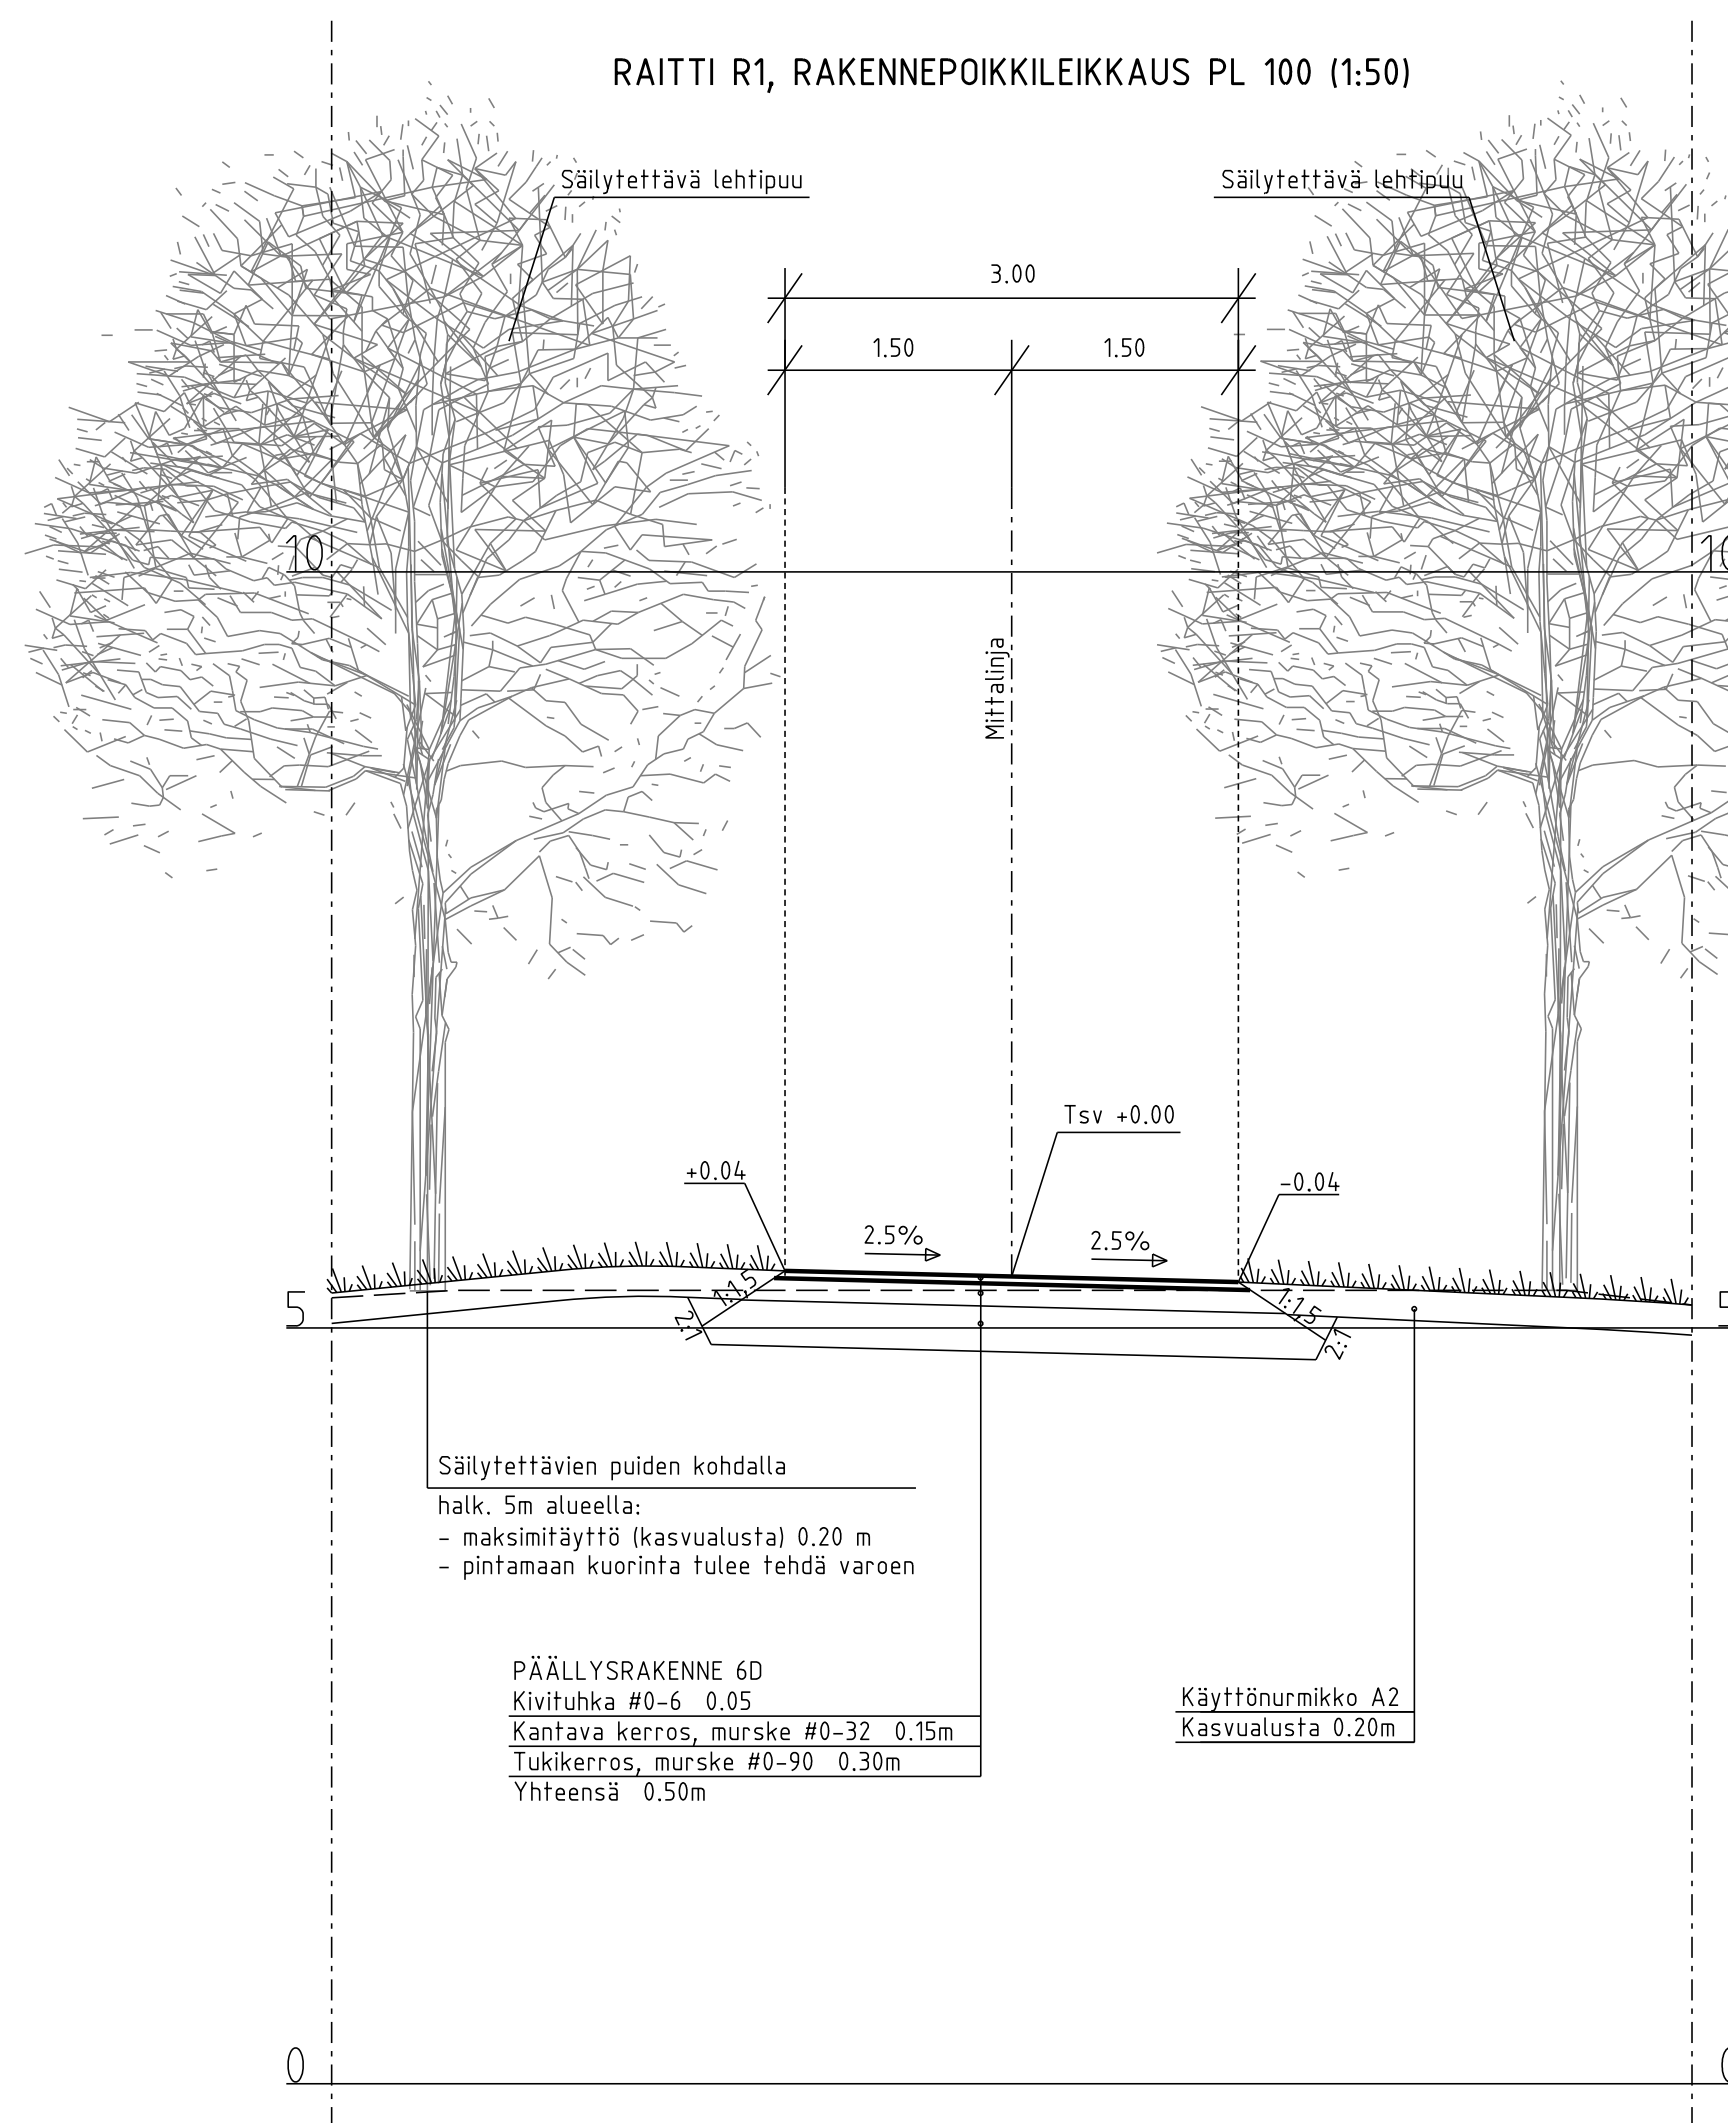 RAITTI R1, RAKENNEPOIKKILEIKKAUS PL 100 (1:50)
Säilytettävä lehtipuu
Säilytettävä lehtipuu
3.00
1.50
1.50
10
10
Mittalinja
Tsv +0.00
+0.04
-0.04
2.5%
2.5%
1:1,5
1:1,5
2:1
2:1
5
Säilytettävien puiden kohdalla
halk. 5m alueella:
- maksimitäyttö (kasvualusta) 0.20 m
- pintamaan kuorinta tulee tehdä varoen
PÄÄLLYSRAKENNE 6D
Kivituhka #0-6 0.05
Kantava kerros, murske #0-32 0.15m
Tukikerros, murske #0-90 0.30m
Yhteensä 0.50m
Käyttönurmikko A2
Kasvualusta 0.20m
0